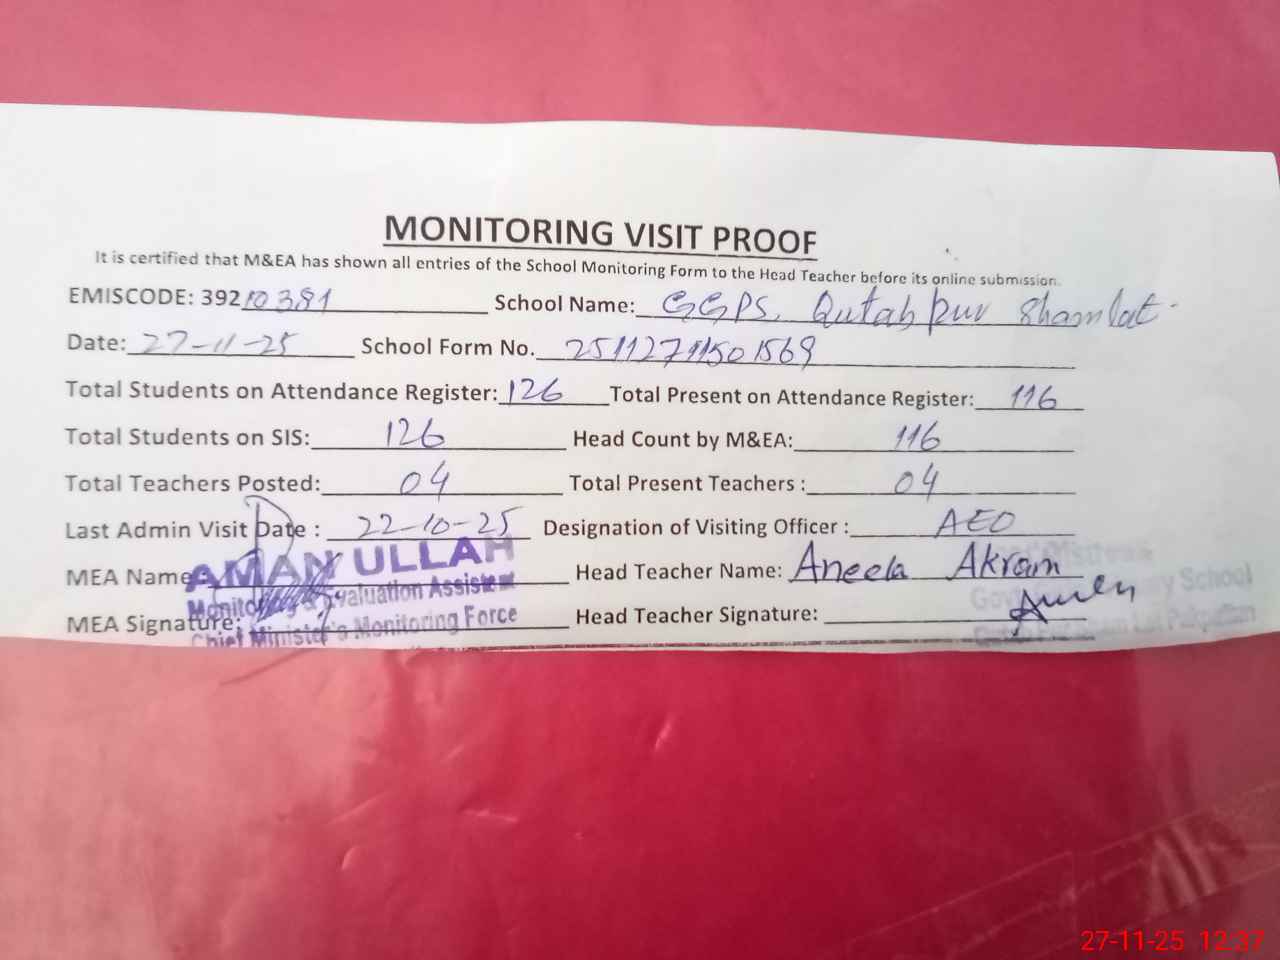 MONITORING VISIT PROOF
It is certified that M&EA has shown all entries of the School Monitoring Form to the Head Teacher before its online submission.
EMISCODE: 39210381 School Name: GGPS, Qutab pur Shamlat
Date: 27-11-25 School Form No. 25112711501569
Total Students on Attendance Register: 126 Total Present on Attendance Register: 116
Total Students on SIS: 126 Head Count by M&EA: 116
Total Teachers Posted: 04 Total Present Teachers : 04
Last Admin Visit Date : 22-10-25 Designation of Visiting Officer : AEO
MEA Name AMAN ULLAH Head Teacher Name: Aneela Akram
Monitoring & Evaluation Assistent School
MEA Signature: Head Teacher Signature:
Chief Minister's Monitoring Force
27-11-25 12:37